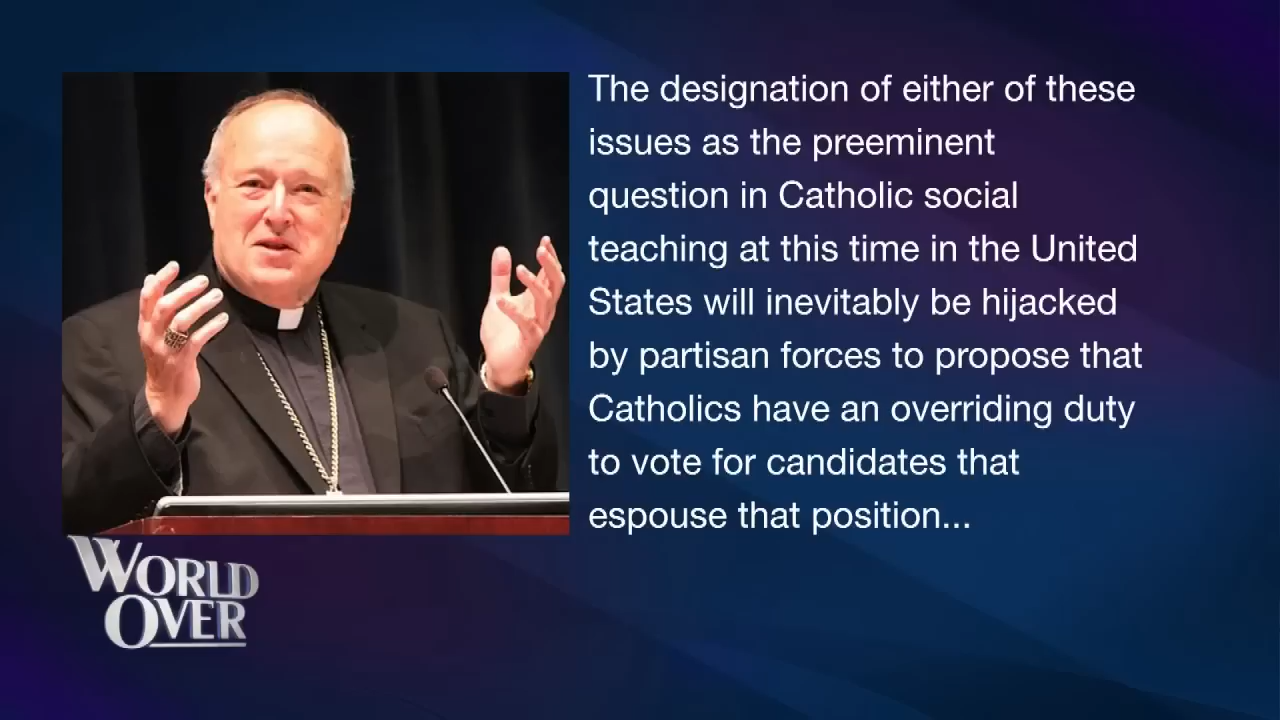 The designation of either of these
issues as the preeminent
question in Catholic social
teaching at this time in the United
States will inevitably be hijacked
by partisan forces to propose that
Catholics have an overriding duty
to vote for candidates that
espouse that position...
WORLD
OVER